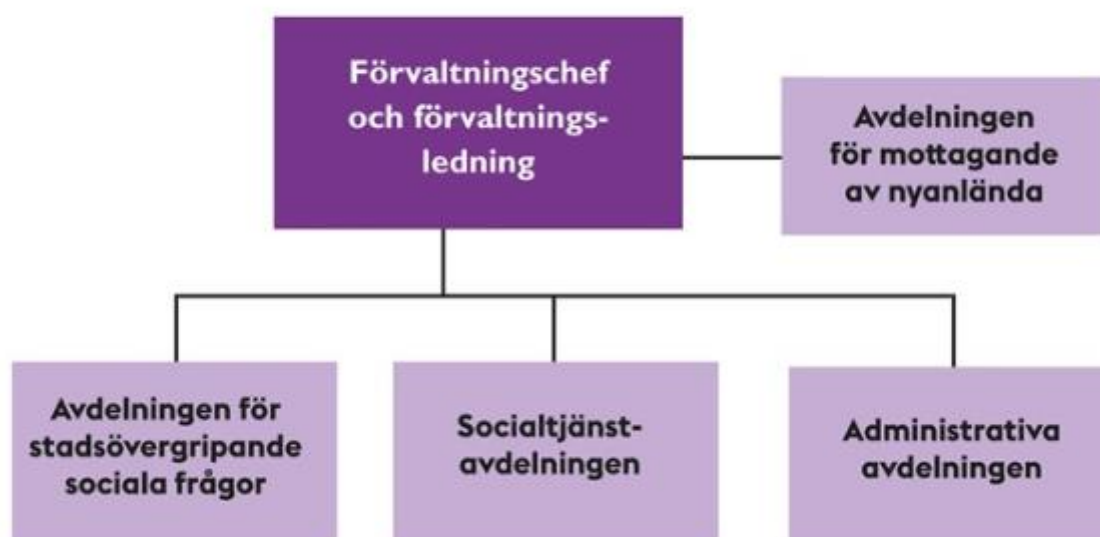 Förvaltningschef
och förvaltnings-
ledning
Avdelningen
för mottagande
av nyanlända
Avdelningen för
stadsövergripande
sociala frågor
Socialtjänst-
avdelningen
Administrativa
avdelningen